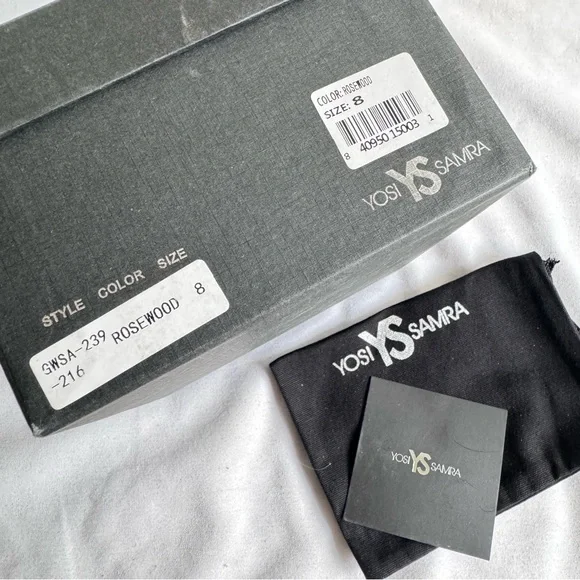 COLOR:ROSEWOOD
SIZE: 8
8 40950 15003 1
YOSI YS SAMRA
STYLE COLOR SIZE
GWSA-239 ROSEWOOD 8
-216
YOSI YS SAMRA
YOSI YS SAMRA